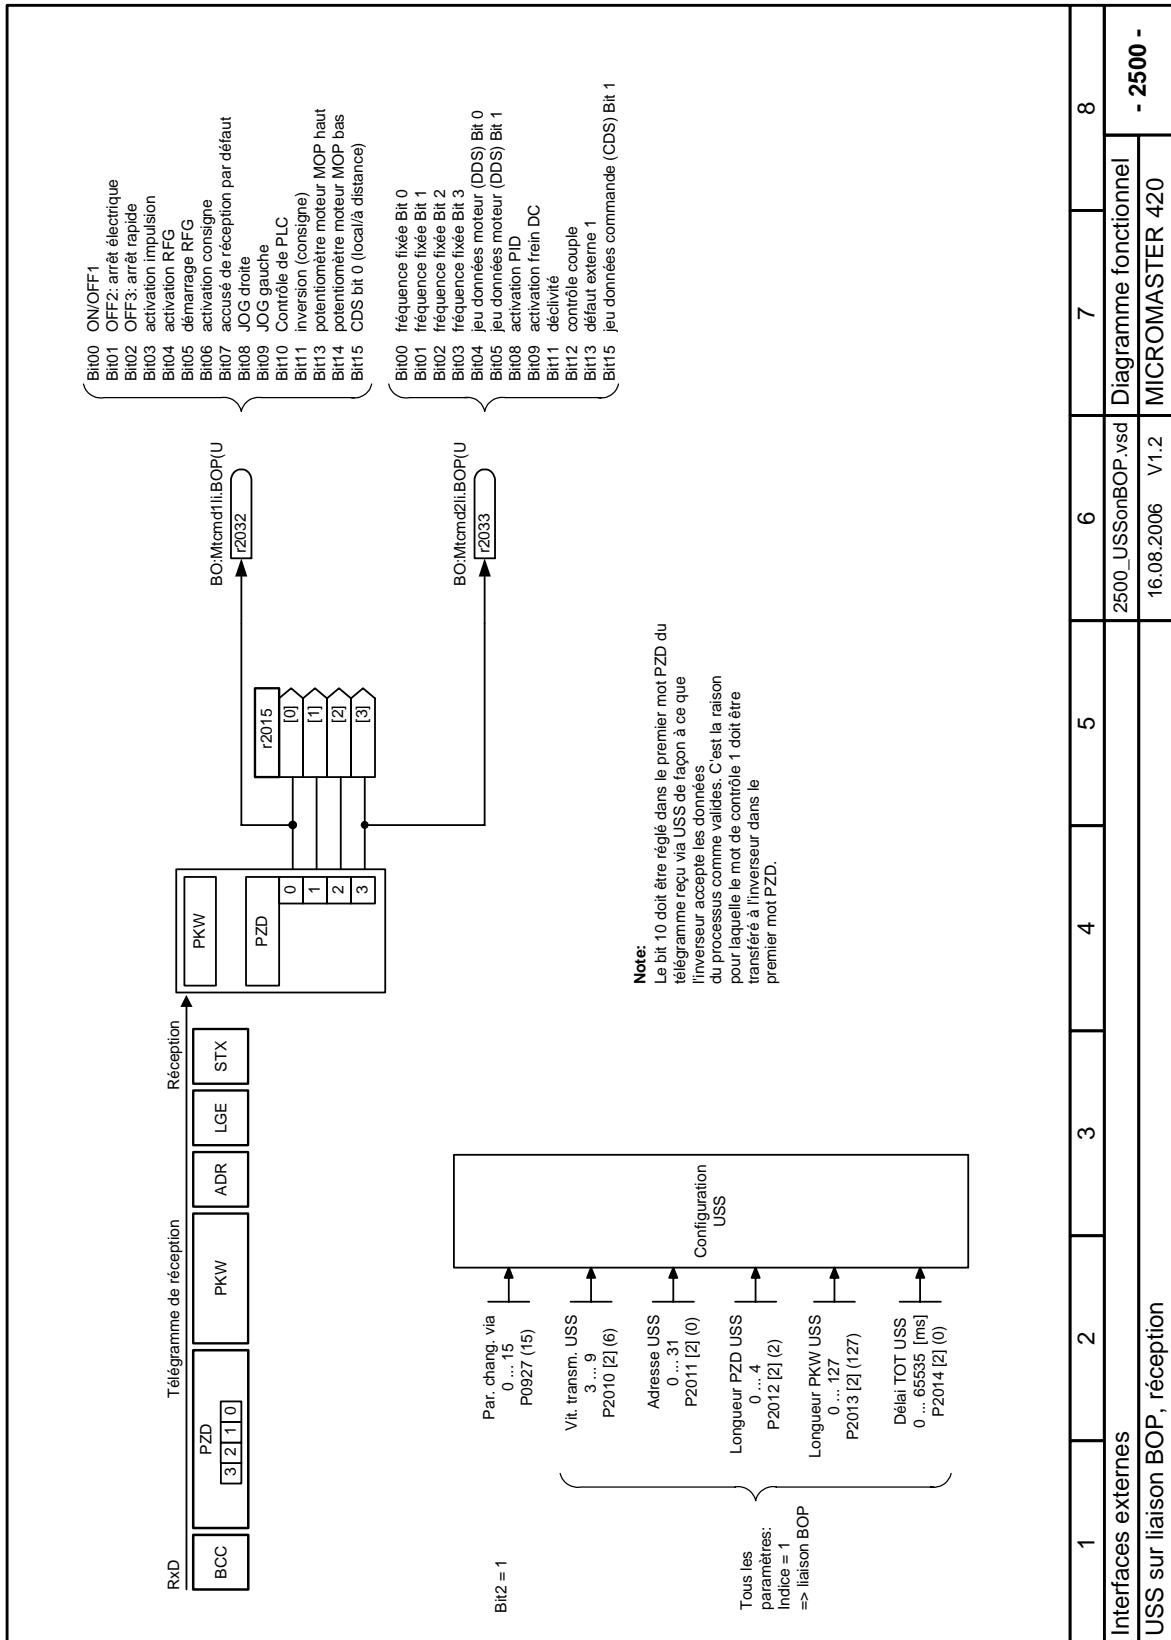 RxD
Télégramme de réception
Réception
BCC
PZD
3 2 1 0
PKW
ADR
LGE
STX
PKW
PZD
0
1
2
3
r2015
[0]
[1]
[2]
[3]
BO:Mtcmd1li.BOP(U
r2032
BO:Mtcmd2li.BOP(U
r2033
Bit00 ON/OFF1
Bit01 OFF2: arrêt électrique
Bit02 OFF3: arrêt rapide
Bit03 activation impulsion
Bit04 activation RFG
Bit05 démarrage RFG
Bit06 activation consigne
Bit07 accusé de réception par défaut
Bit08 JOG droite
Bit09 JOG gauche
Bit10 Contrôle de PLC
Bit11 inversion (consigne)
Bit13 potentiomètre moteur MOP haut
Bit14 potentiomètre moteur MOP bas
Bit15 CDS bit 0 (local/à distance)
Bit00 fréquence fixée Bit 0
Bit01 fréquence fixée Bit 1
Bit02 fréquence fixée Bit 2
Bit03 fréquence fixée Bit 3
Bit04 jeu données moteur (DDS) Bit 0
Bit05 jeu données moteur (DDS) Bit 1
Bit08 activation PID
Bit09 activation frein DC
Bit11 déclivité
Bit12 contrôle couple
Bit13 défaut externe 1
Bit15 jeu données commande (CDS) Bit 1
Bit2 = 1
Par. chang. via
0 ... 15
P0927 (15)
Vit. transm. USS
3 ... 9
P2010 [2] (6)
Adresse USS
0 ... 31
P2011 [2] (0)
Longueur PZD USS
0 ... 4
P2012 [2] (2)
Longueur PKW USS
0 ... 127
P2013 [2] (127)
Délai TOT USS
0 ... 65535 [ms]
P2014 [2] (0)
Tous les
paramètres:
Indice = 1
=> liaison BOP
Configuration
USS
Note:
Le bit 10 doit être réglé dans le premier mot PZD du
télégramme reçu via USS de façon à ce que
l'inverseur accepte les données
du processus comme valides. C'est la raison
pour laquelle le mot de contrôle 1 doit être
transféré à l'inverseur dans le
premier mot PZD.
1 2 3 4 5 6 7 8
Interfaces externes
2500_USSonBOP.vsd
Diagramme fonctionnel
- 2500 -
USS sur liaison BOP, réception
16.08.2006 V1.2
MICROMASTER 420